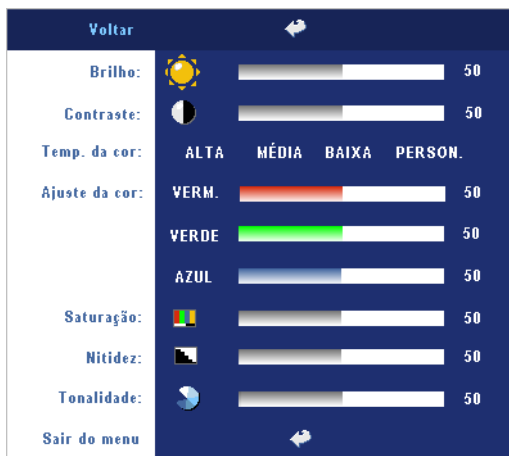 Voltar
Brilho: 50
Contraste: 50
Temp. da cor: ALTA MÉDIA BAIXA PERSON.
Ajuste da cor: VERM. 50
VERDE 50
AZUL 50
Saturação: 50
Nitidez: 50
Tonalidade: 50
Sair do menu